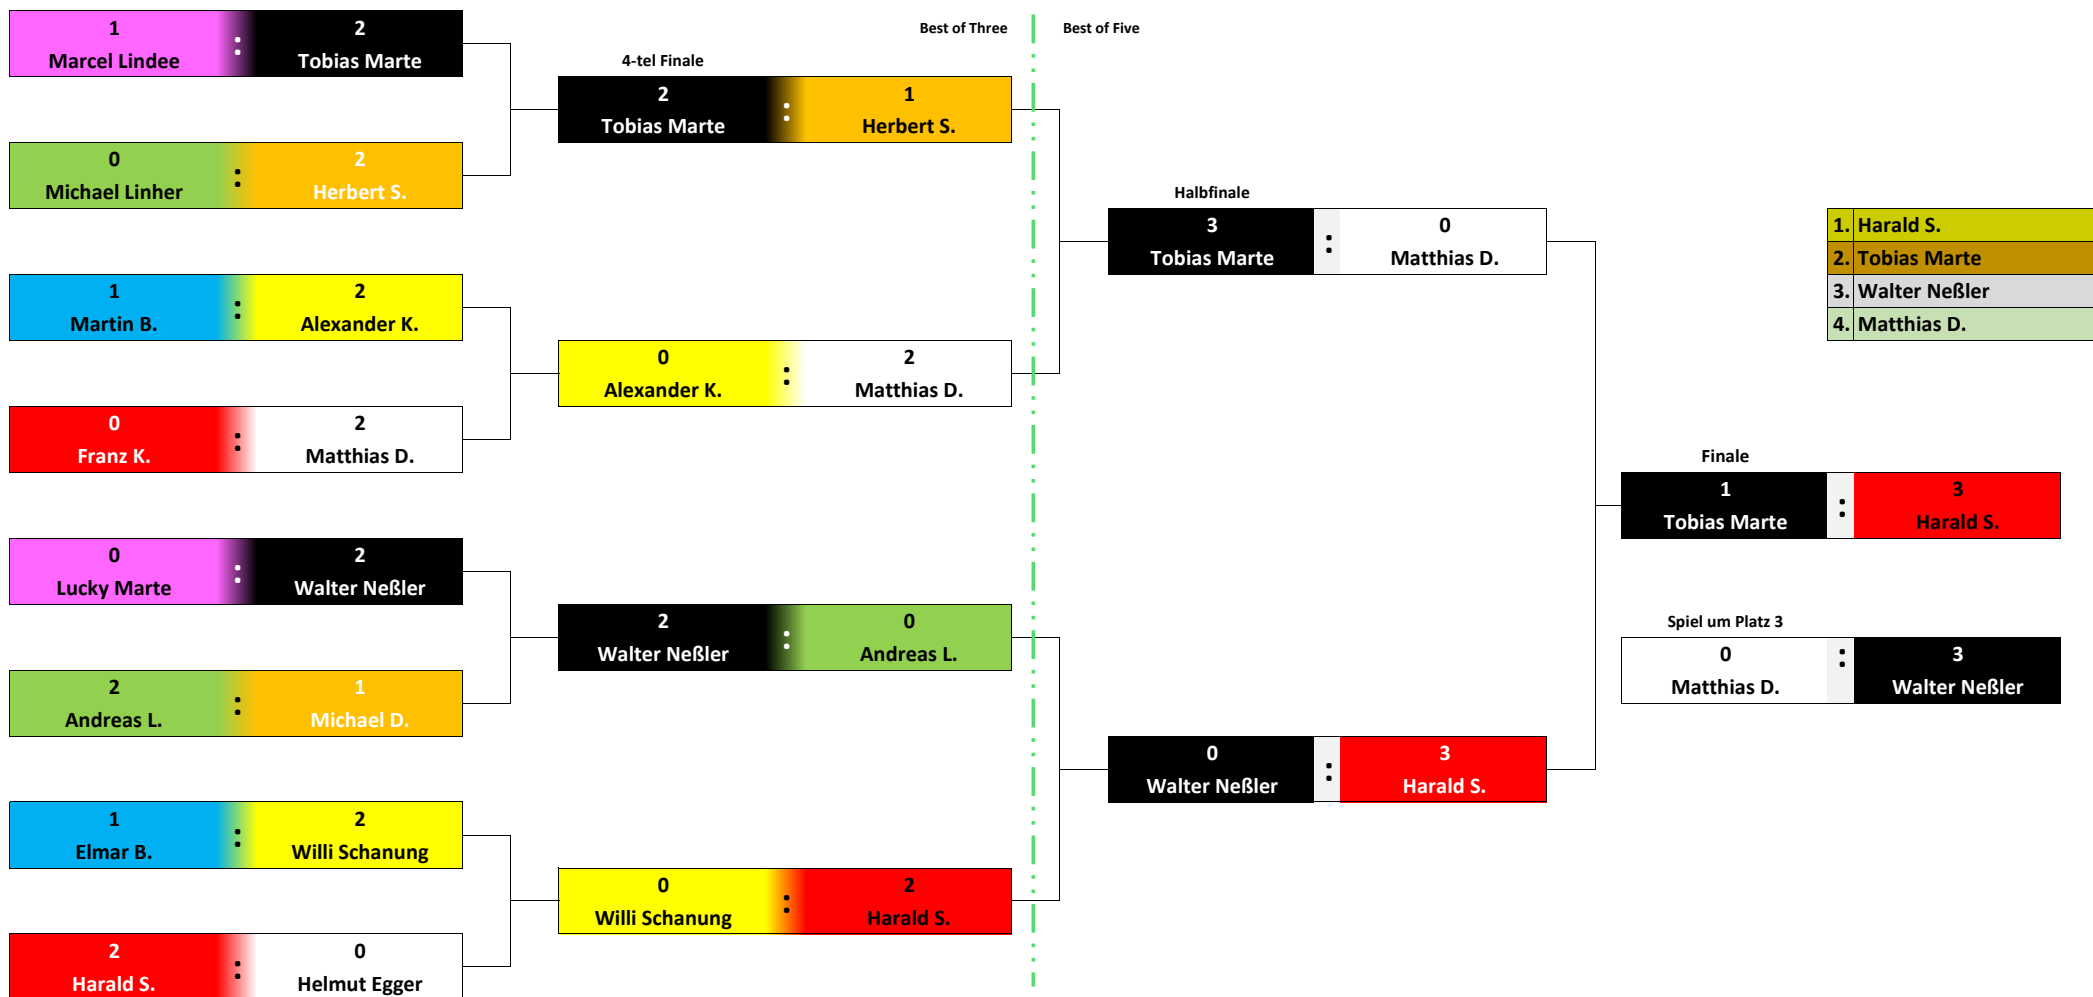 Best of Three
Best of Five
1 : 2
Marcel Lindee Tobias Marte
0 : 2
Michael Linher Herbert S.
1 : 2
Martin B. Alexander K.
0 : 2
Franz K. Matthias D.
0 : 2
Lucky Marte Walter Neßler
2 : 1
Andreas L. Michael D.
1 : 2
Elmar B. Willi Schanung
2 : 0
Harald S. Helmut Egger
4-tel Finale
2 : 1
Tobias Marte Herbert S.
0 : 2
Alexander K. Matthias D.
2 : 0
Walter Neßler Andreas L.
0 : 2
Willi Schanung Harald S.
Halbfinale
3 : 0
Tobias Marte Matthias D.
0 : 3
Walter Neßler Harald S.
Finale
1 : 3
Tobias Marte Harald S.
Spiel um Platz 3
0 : 3
Matthias D. Walter Neßler
1. Harald S.
2. Tobias Marte
3. Walter Neßler
4. Matthias D.